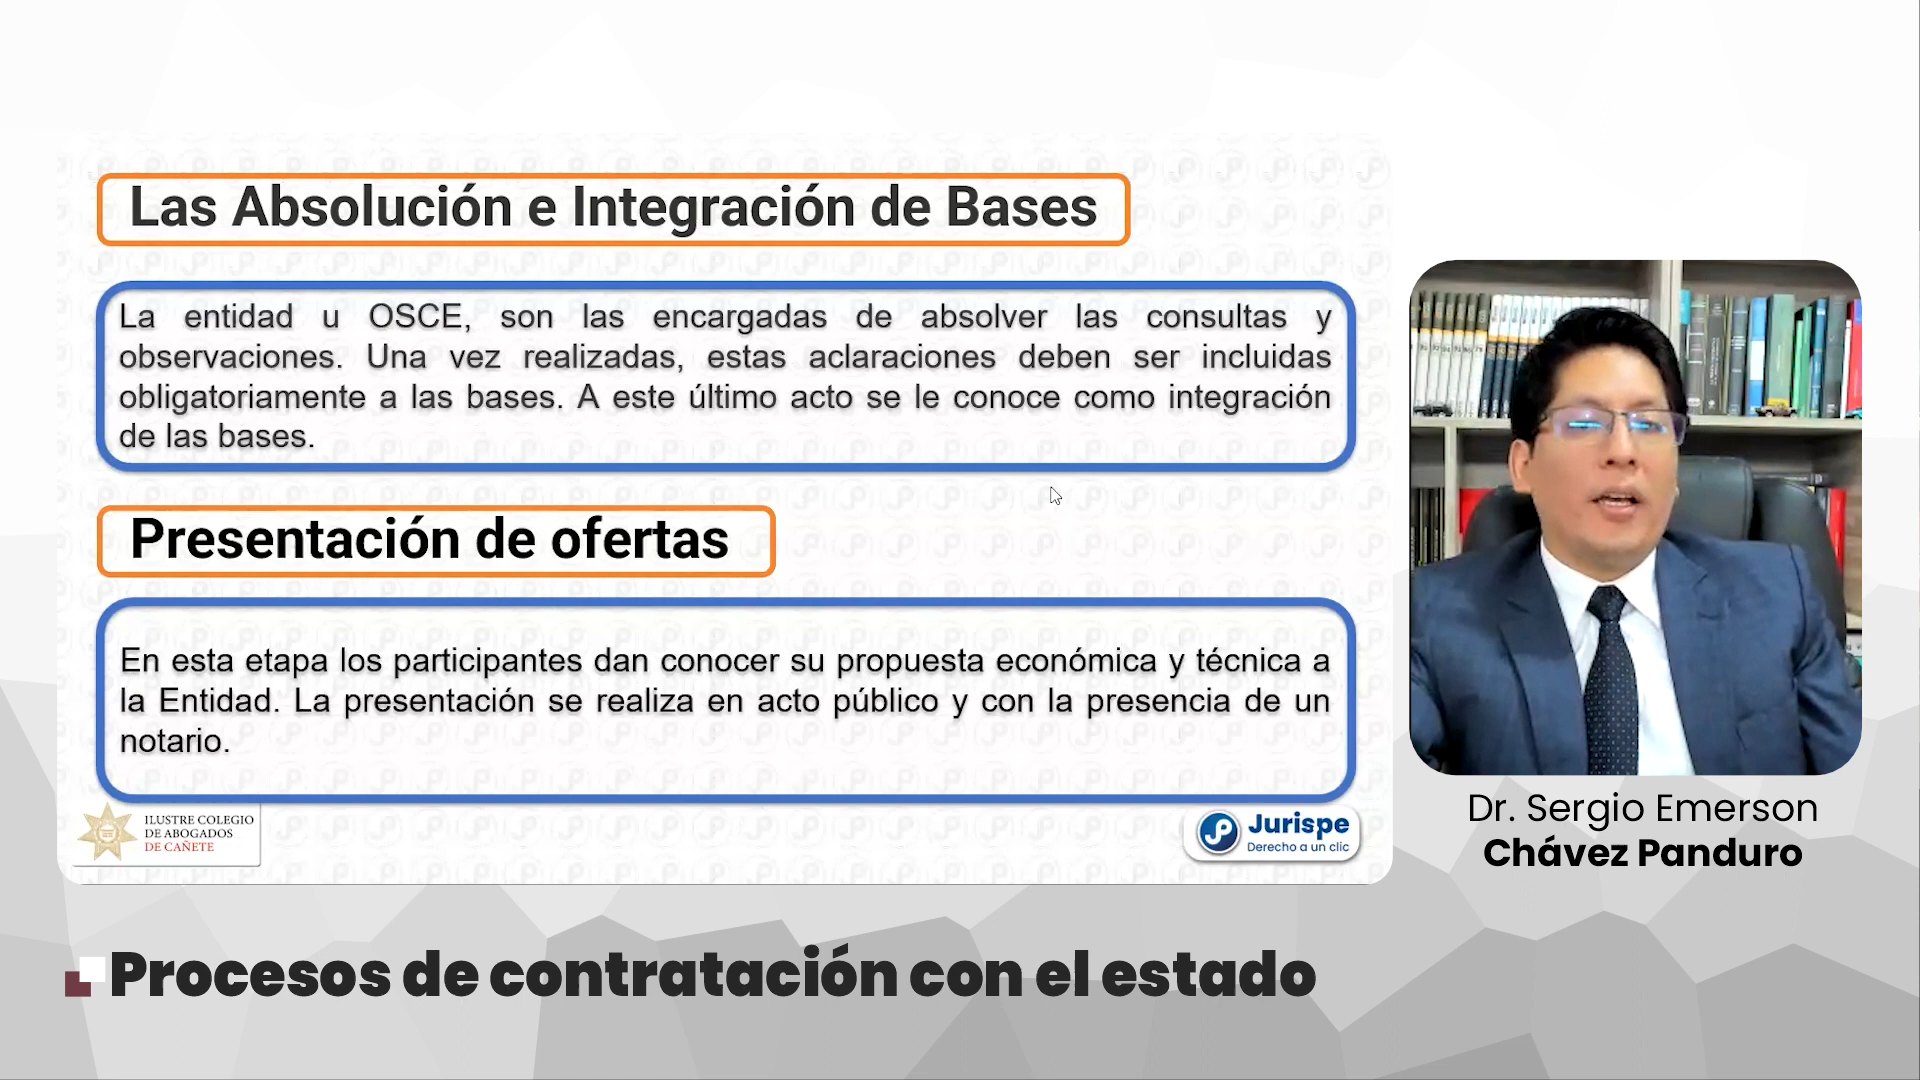 Las Absolución e Integración de Bases
La entidad u OSCE, son las encargadas de absolver las consultas y
observaciones. Una vez realizadas, estas aclaraciones deben ser incluidas
obligatoriamente a las bases. A este último acto se le conoce como integración
de las bases.
Presentación de ofertas
En esta etapa los participantes dan conocer su propuesta económica y técnica a
la Entidad. La presentación se realiza en acto público y con la presencia de un
notario.
ILUSTRE COLEGIO
DE ABOGADOS
DE CAÑETE
Jurispe
Derecho a un clic
Dr. Sergio Emerson
Chávez Panduro
Procesos de contratación con el estado